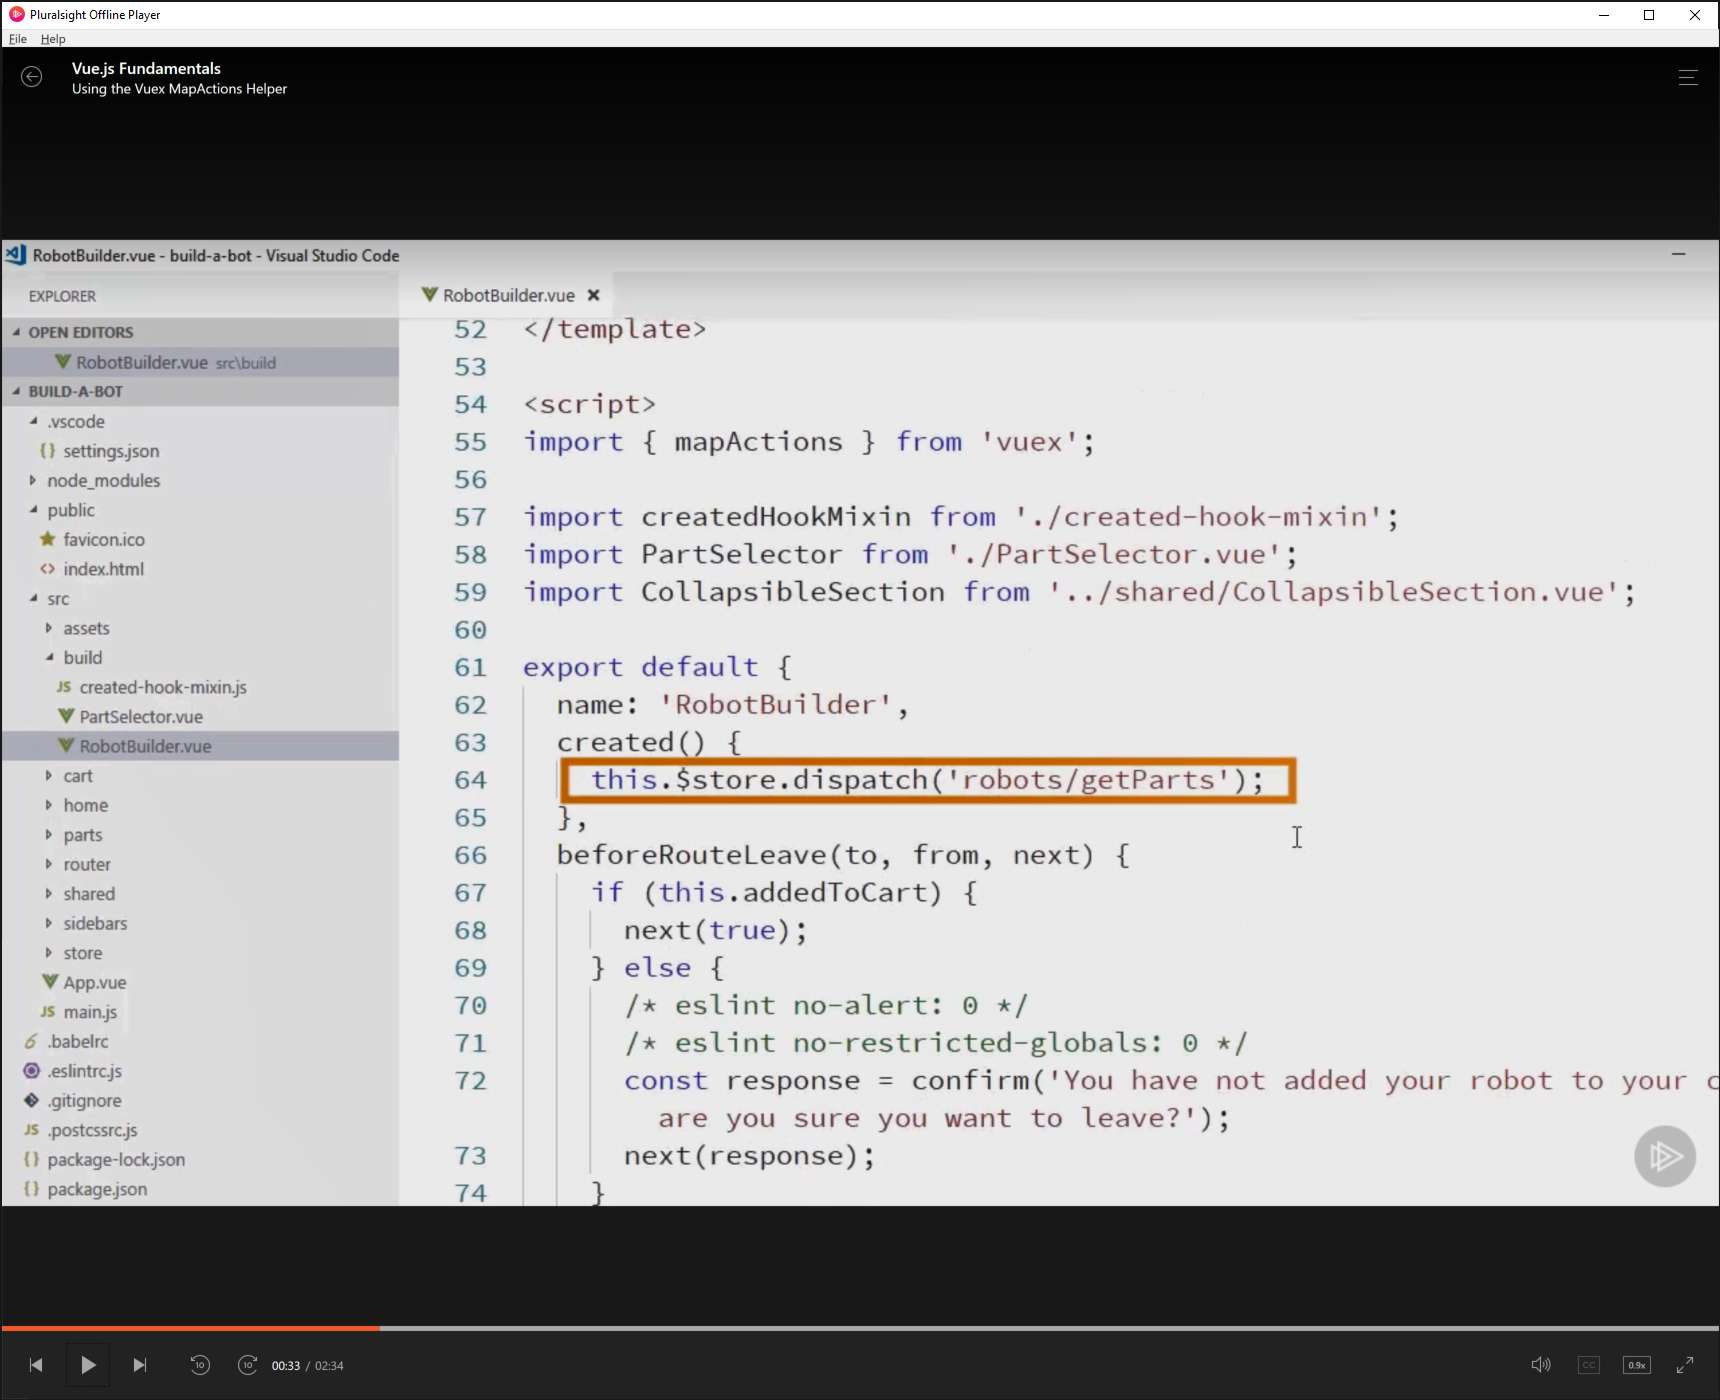 Pluralsight Offline Player
File Help
Vue.js Fundamentals
Using the Vuex MapActions Helper
RobotBuilder.vue - build-a-bot - Visual Studio Code
EXPLORER
OPEN EDITORS
RobotBuilder.vue src\build
BUILD-A-BOT
.vscode
{} settings.json
node_modules
public
favicon.ico
<> index.html
src
assets
build
JS created-hook-mixin.js
PartSelector.vue
RobotBuilder.vue
cart
home
parts
router
shared
sidebars
store
App.vue
JS main.js
.babelrc
.eslintrc.js
.gitignore
JS .postcssrc.js
{} package-lock.json
{} package.json
RobotBuilder.vue
52 </template>
53
54 <script>
55 import { mapActions } from 'vuex';
56
57 import createdHookMixin from './created-hook-mixin';
58 import PartSelector from './PartSelector.vue';
59 import CollapsibleSection from '../shared/CollapsibleSection.vue';
60
61 export default {
62 name: 'RobotBuilder',
63 created() {
64 this.$store.dispatch('robots/getParts');
65 },
66 beforeRouteLeave(to, from, next) {
67 if (this.addedToCart) {
68 next(true);
69 } else {
70 /* eslint no-alert: 0 */
71 /* eslint no-restricted-globals: 0 */
72 const response = confirm('You have not added your robot to your c
are you sure you want to leave?');
73 next(response);
74 }
10 10 00:33 / 02:34
CC 0.9x